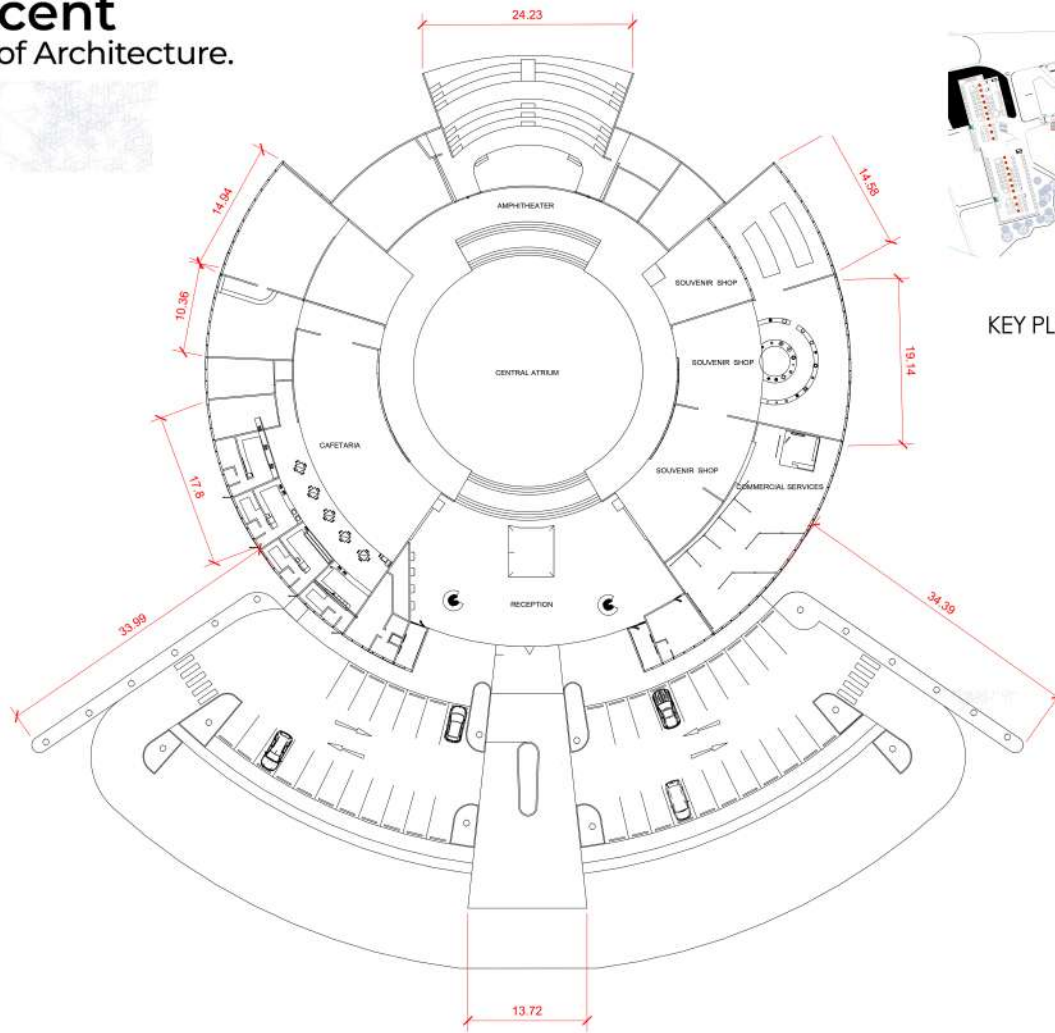 cent
of Architecture.
24.23
14.94
14.58
AMPHITHEATER
10.36
SOUVENIR SHOP
KEY PL
SOUVENIR SHOP
19.14
CENTRAL ATRIUM
CAFETARIA
SOUVENIR SHOP
17.8
COMMERCIAL SERVICES
33.99
RECEPTION
34.39
13.72